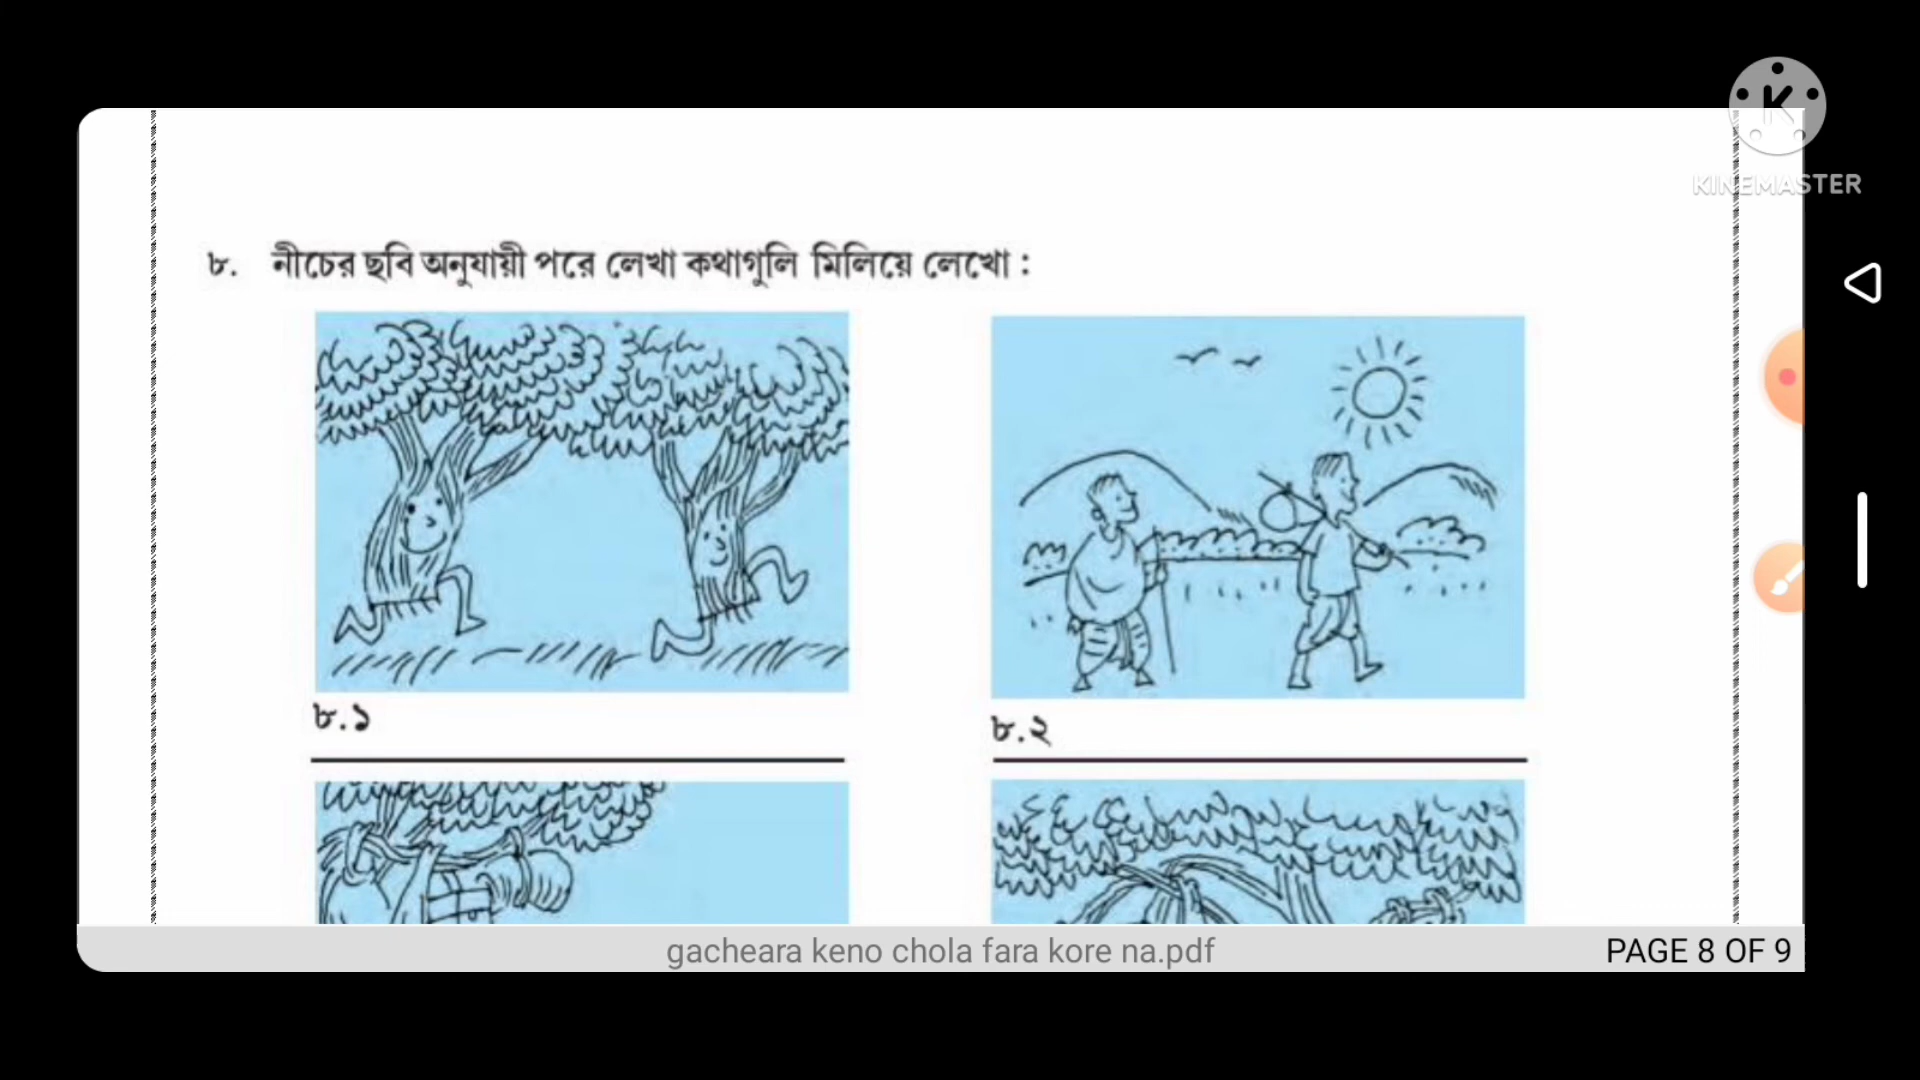 KINEMASTER
৮. নীচের ছবি অনুযায়ী পরে লেখা কথাগুলি মিলিয়ে লেখো :
৮.১
৮.২
gacheara keno chola fara kore na.pdf
PAGE 8 OF 9